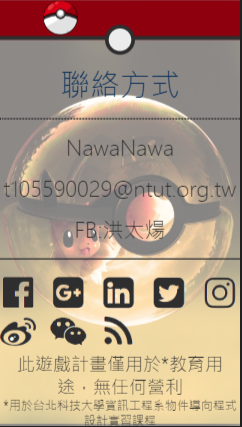 聯絡方式
NawaNawa
t105590029@ntut.org.tw
FB:洪太煬
此遊戲計畫僅用於*教育用
途，無任何營利
*用於台北科技大學資訊工程系物件導向程式
設計實習課程